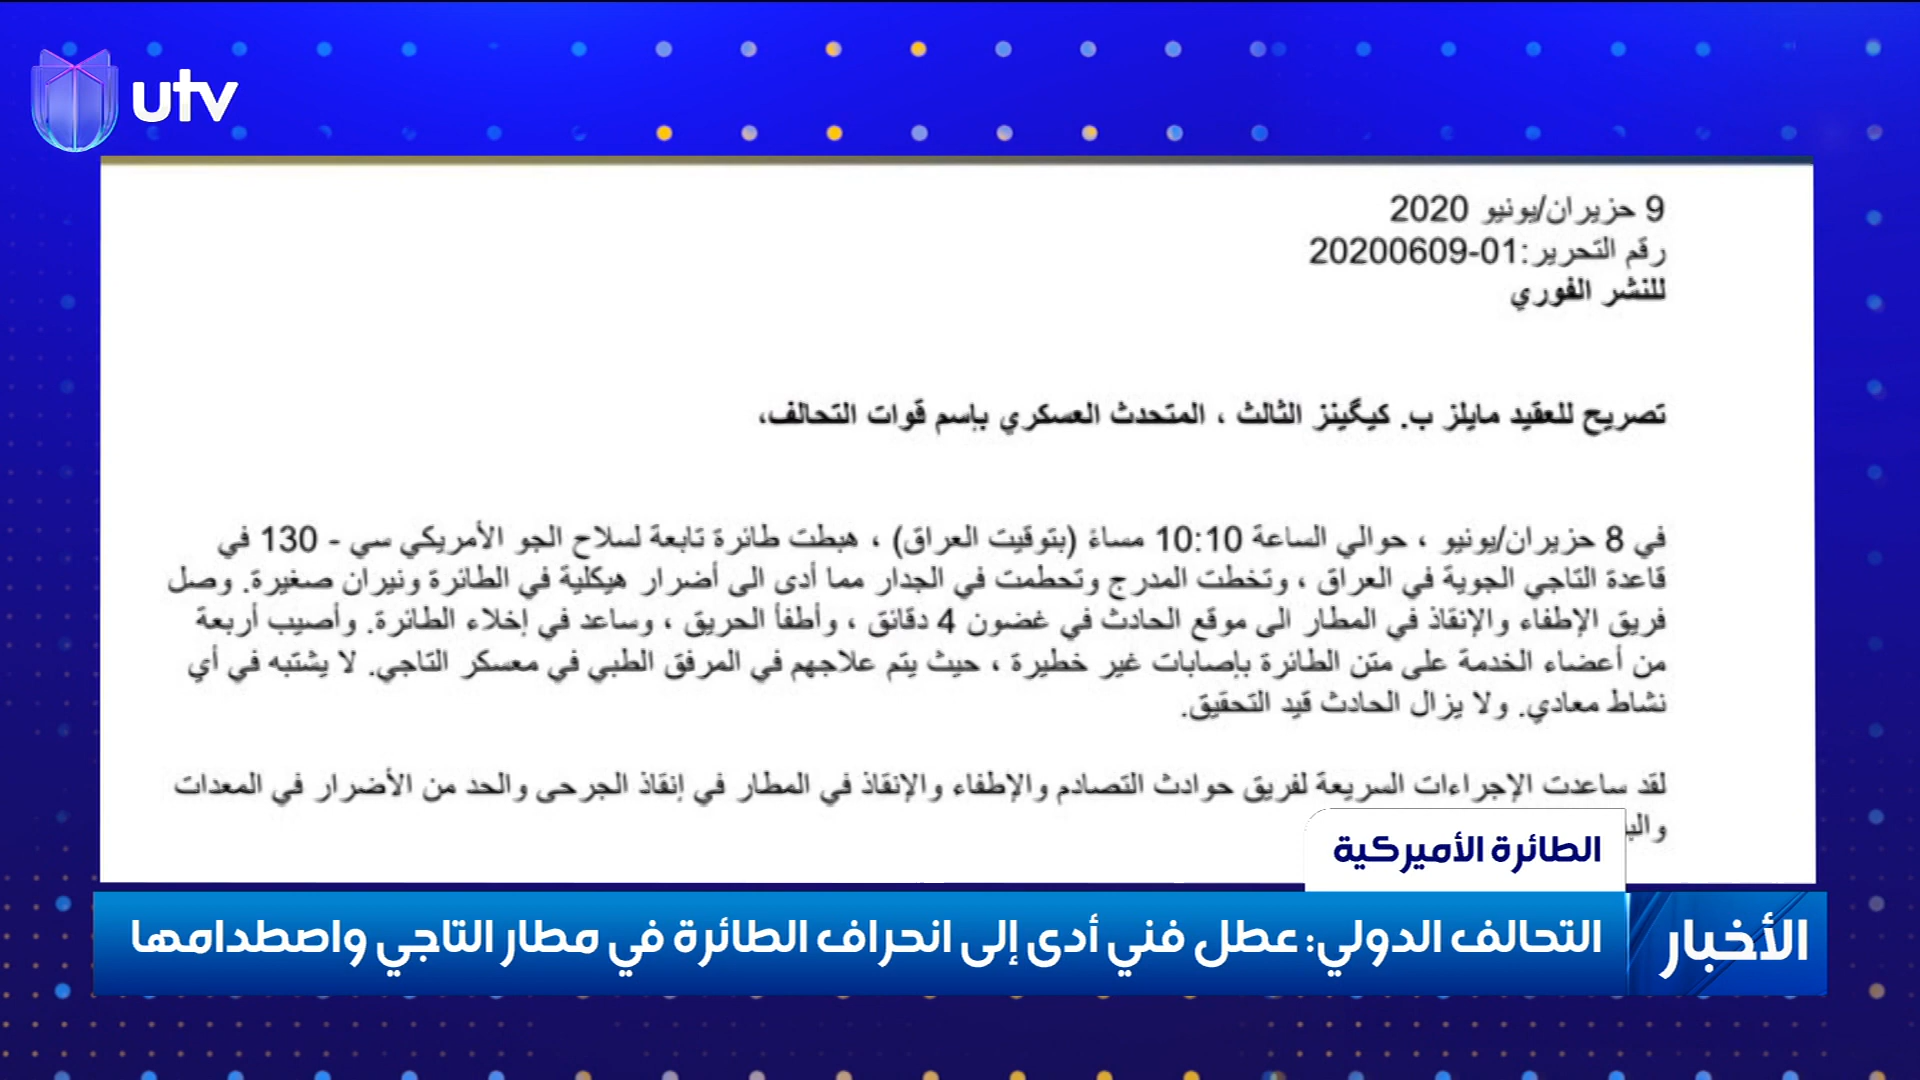 utv
9 حزيران/يونيو 2020
رقم التحرير:01-20200609
للنشر الفوري
تصريح للعقيد مايلز ب. كيگينز الثالث ، المتحدث العسكري بإسم قوات التحالف،
في 8 حزيران/يونيو ، حوالي الساعة 10:10 مساءً (بتوقيت العراق) ، هبطت طائرة تابعة لسلاح الجو الأمريكي سي - 130 في
قاعدة التاجي الجوية في العراق ، وتخطت المدرج وتحطمت في الجدار مما أدى الى أضرار هيكلية في الطائرة ونيران صغيرة. وصل
فريق الإطفاء والإنقاذ في المطار الى موقع الحادث في غضون 4 دقائق ، وأطفأ الحريق ، وساعد في إخلاء الطائرة. وأصيب أربعة
من أعضاء الخدمة على متن الطائرة بإصابات غير خطيرة ، حيث يتم علاجهم في المرفق الطبي في معسكر التاجي. لا يشتبه في أي
نشاط معادي. ولا يزال الحادث قيد التحقيق.
لقد ساعدت الإجراءات السريعة لفريق حوادث التصادم والإطفاء والإنقاذ في المطار في إنقاذ الجرحى والحد من الأضرار في المعدات
الطائرة الأميركية
الأخبار
التحالف الدولي: عطل فني أدى إلى انحراف الطائرة في مطار التاجي واصطدامها